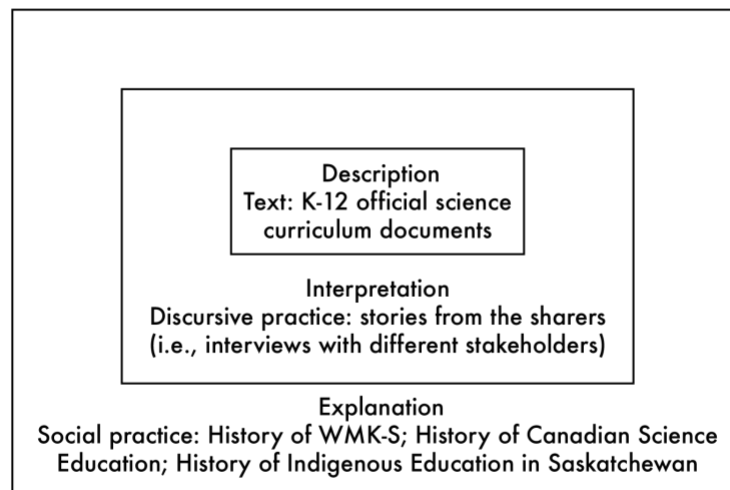 Description
Text: K-12 official science
curriculum documents
Interpretation
Discursive practice: stories from the sharers
(i.e., interviews with different stakeholders)
Explanation
Social practice: History of WMK-S; History of Canadian Science
Education; History of Indigenous Education in Saskatchewan